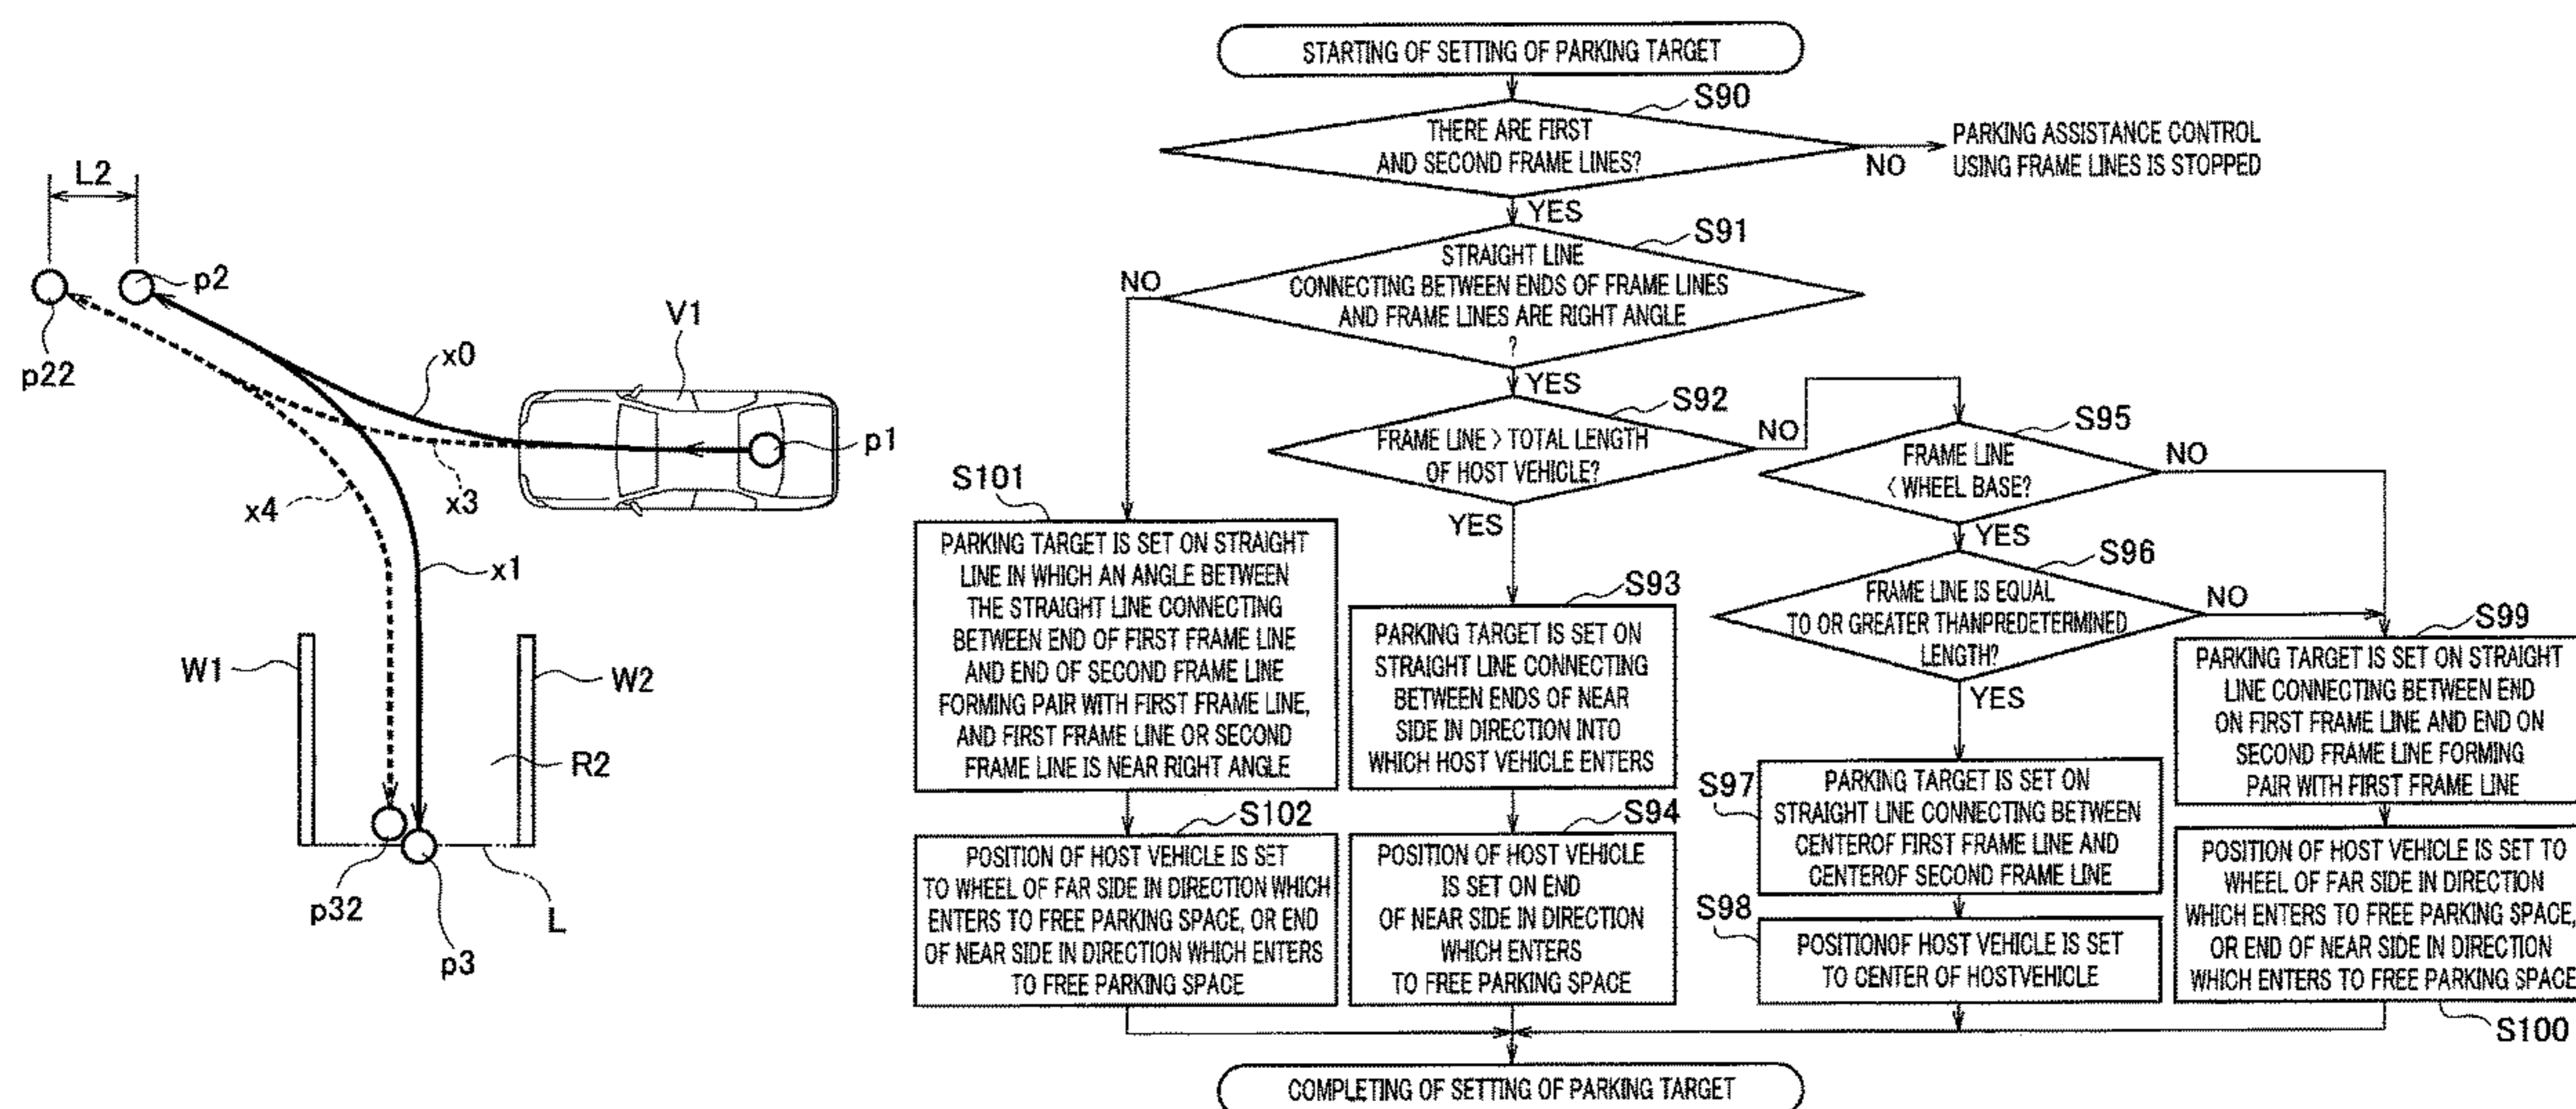 L2
p2
p22
x0
V1
p1
x3
x4
x1
W1
W2
R2
p32
L
p3
STARTING OF SETTING OF PARKING TARGET
S90
THERE ARE FIRST
AND SECOND FRAME LINES?
NO
PARKING ASSISTANCE CONTROL
USING FRAME LINES IS STOPPED
YES
S91
STRAIGHT LINE
CONNECTING BETWEEN ENDS OF FRAME LINES
AND FRAME LINES ARE RIGHT ANGLE
?
NO
YES
S92
FRAME LINE > TOTAL LENGTH
OF HOST VEHICLE?
NO
YES
S95
FRAME LINE
< WHEEL BASE?
NO
YES
S96
FRAME LINE IS EQUAL
TO OR GREATER THANPREDETERMINED
LENGTH?
NO
YES
S101
PARKING TARGET IS SET ON STRAIGHT
LINE IN WHICH AN ANGLE BETWEEN
THE STRAIGHT LINE CONNECTING
BETWEEN END OF FIRST FRAME LINE
AND END OF SECOND FRAME LINE
FORMING PAIR WITH FIRST FRAME LINE,
AND FIRST FRAME LINE OR SECOND
FRAME LINE IS NEAR RIGHT ANGLE
S102
POSITION OF HOST VEHICLE IS SET
TO WHEEL OF FAR SIDE IN DIRECTION WHICH
ENTERS TO FREE PARKING SPACE, OR END
OF NEAR SIDE IN DIRECTION WHICH ENTERS
TO FREE PARKING SPACE
S93
PARKING TARGET IS SET ON
STRAIGHT LINE CONNECTING
BETWEEN ENDS OF NEAR
SIDE IN DIRECTION INTO
WHICH HOST VEHICLE ENTERS
S94
POSITION OF HOST VEHICLE
IS SET ON END
OF NEAR SIDE IN DIRECTION
WHICH ENTERS
TO FREE PARKING SPACE
S97
PARKING TARGET IS SET ON
STRAIGHT LINE CONNECTING BETWEEN
CENTEROF FIRST FRAME LINE AND
CENTEROF SECOND FRAME LINE
S98
POSITIONOF HOST VEHICLE IS SET
TO CENTER OF HOSTVEHICLE
S99
PARKING TARGET IS SET ON STRAIGHT
LINE CONNECTING BETWEEN END
ON FIRST FRAME LINE AND END ON
SECOND FRAME LINE FORMING
PAIR WITH FIRST FRAME LINE
POSITION OF HOST VEHICLE IS SET TO
WHEEL OF FAR SIDE IN DIRECTION
WHICH ENTERS TO FREE PARKING SPACE,
OR END OF NEAR SIDE IN DIRECTION
WHICH ENTERS TO FREE PARKING SPACE
S100
COMPLETING OF SETTING OF PARKING TARGET